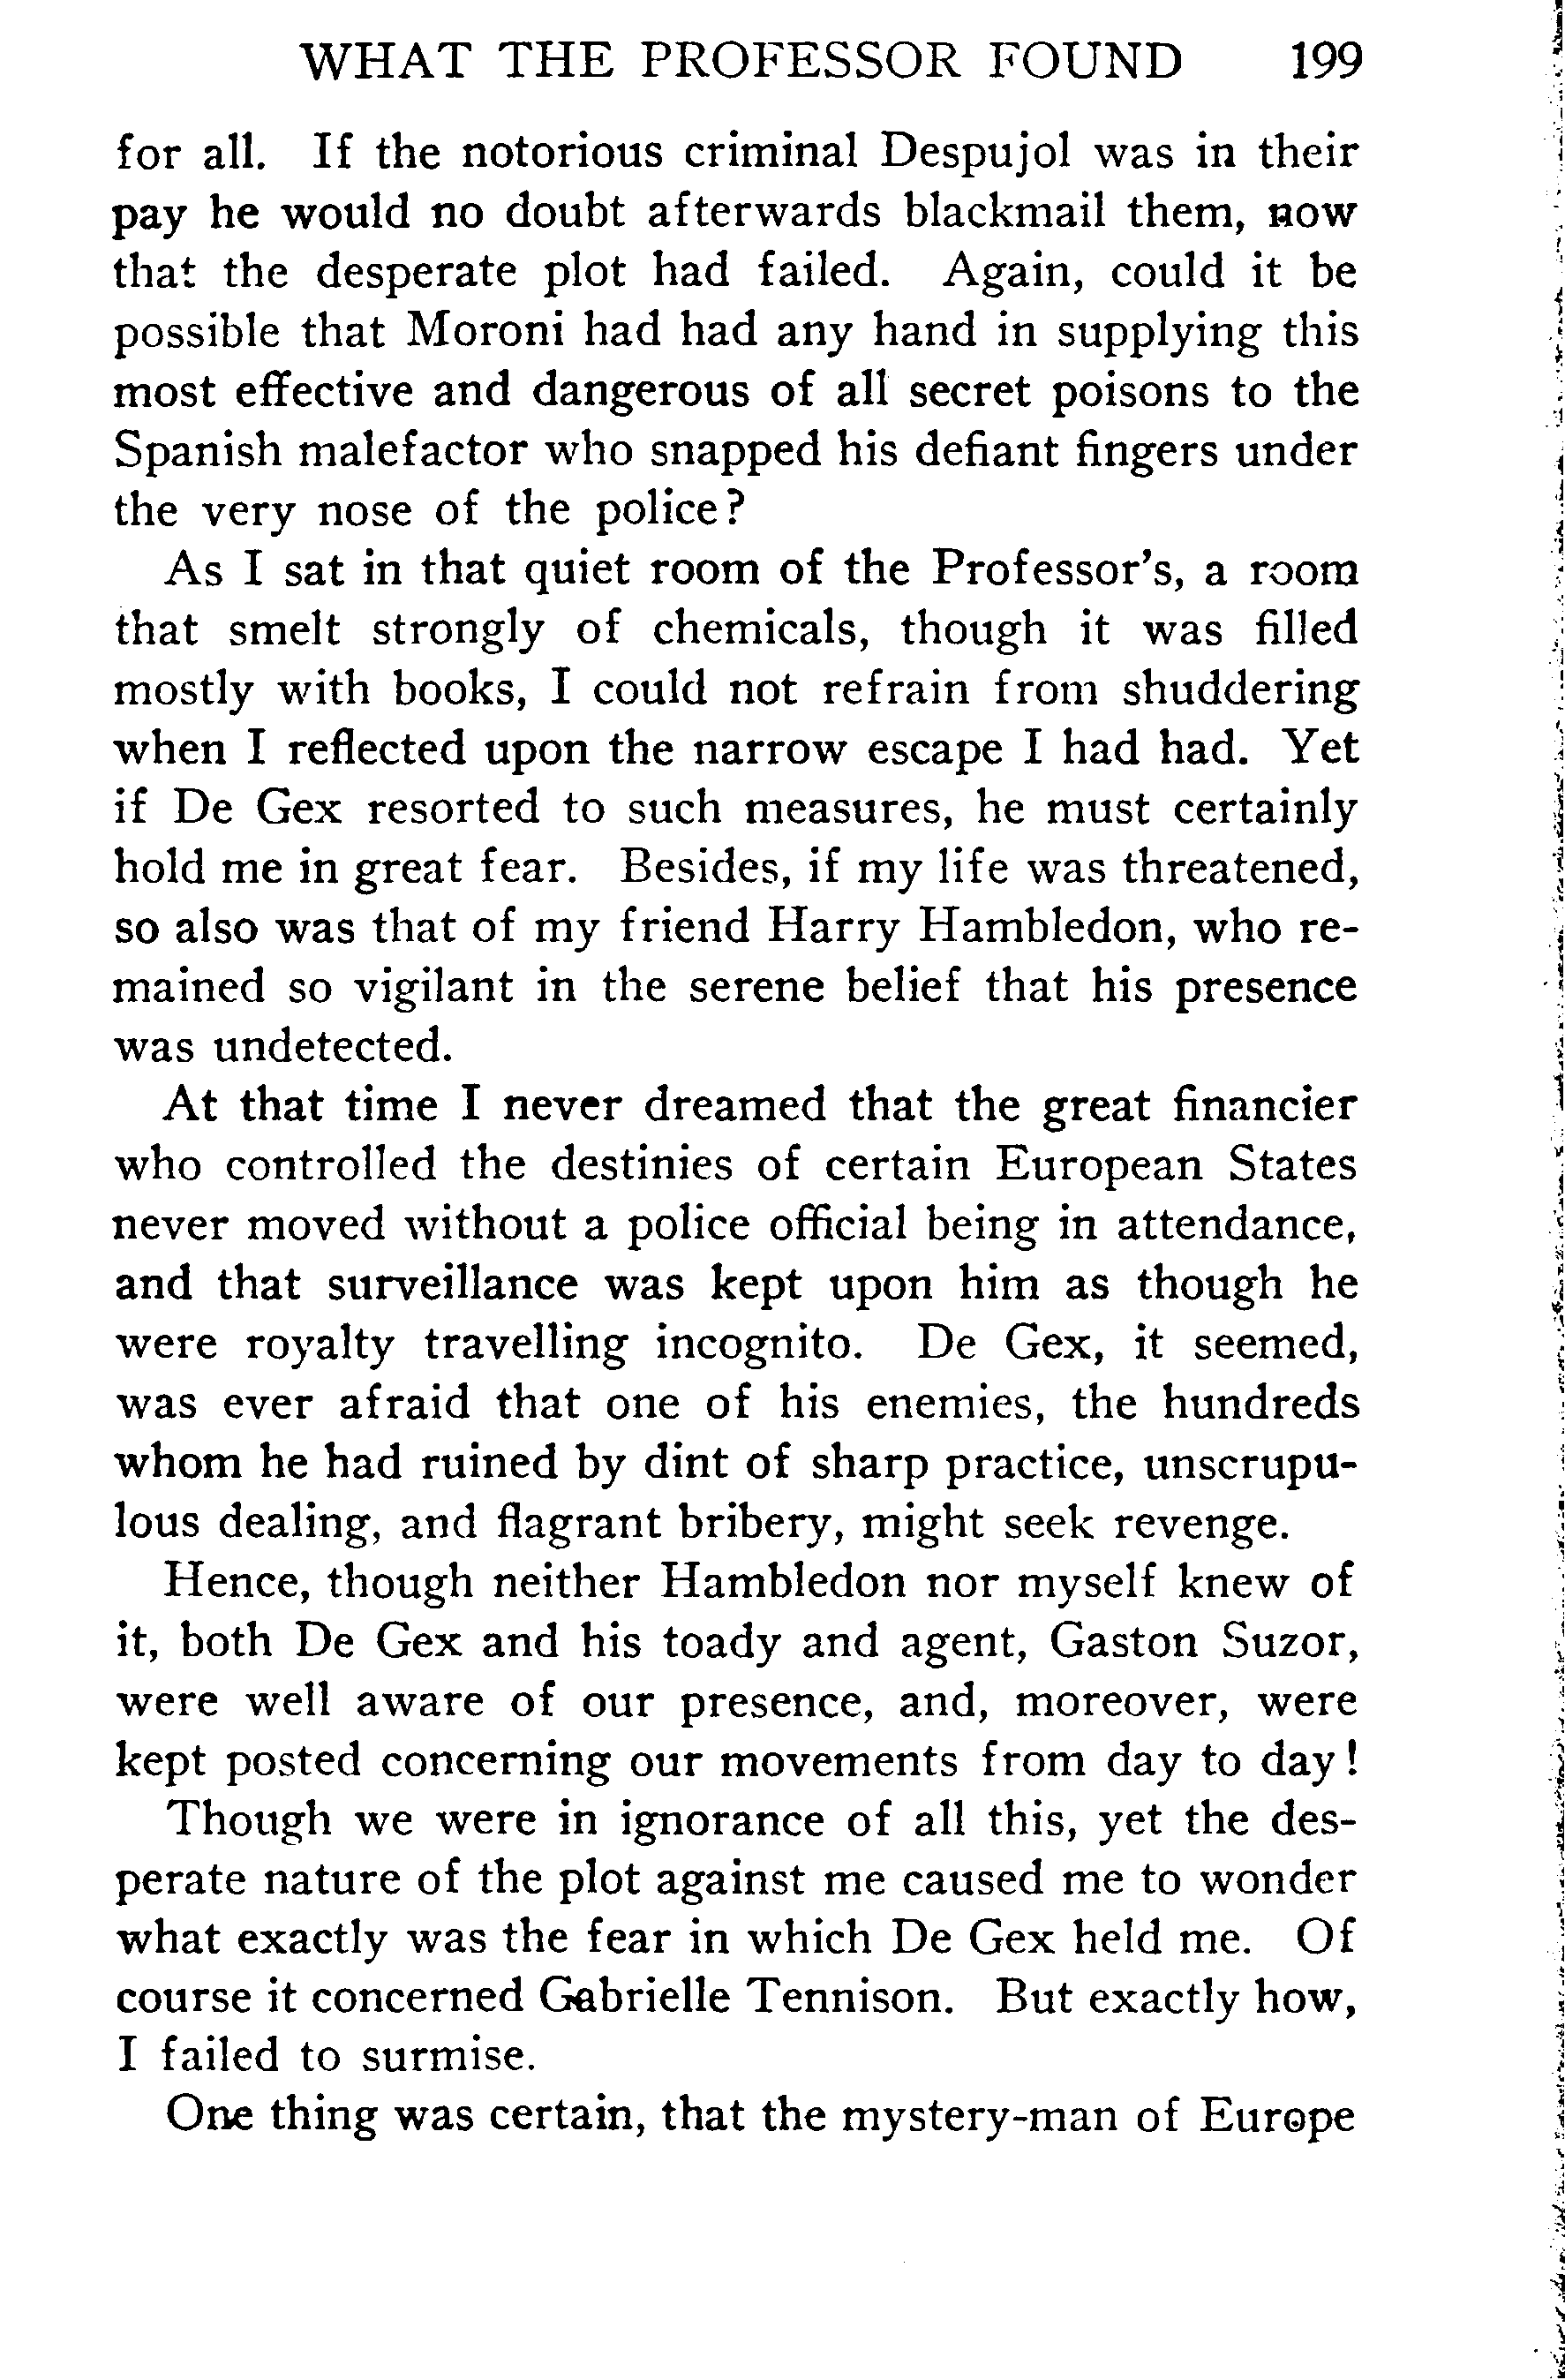 WHAT THE PROFESSOR FOUND 199
for all. If the notorious criminal Despujol was in their
pay he would no doubt afterwards blackmail them, now
that the desperate plot had failed. Again, could it be
possible that Moroni had had any hand in supplying this
most effective and dangerous of all secret poisons to the
Spanish malefactor who snapped his defiant fingers under
the very nose of the police?
As I sat in that quiet room of the Professor's, a room
that smelt strongly of chemicals, though it was filled
mostly with books, I could not refrain from shuddering
when I reflected upon the narrow escape I had had. Yet
if De Gex resorted to such measures, he must certainly
hold me in great fear. Besides, if my life was threatened,
so also was that of my friend Harry Hambledon, who re-
mained so vigilant in the serene belief that his presence
was undetected.
At that time I never dreamed that the great financier
who controlled the destinies of certain European States
never moved without a police official being in attendance,
and that surveillance was kept upon him as though he
were royalty travelling incognito. De Gex, it seemed,
was ever afraid that one of his enemies, the hundreds
whom he had ruined by dint of sharp practice, unscrupu-
lous dealing, and flagrant bribery, might seek revenge.
Hence, though neither Hambledon nor myself knew of
it, both De Gex and his toady and agent, Gaston Suzor,
were well aware of our presence, and, moreover, were
kept posted concerning our movements from day to day!
Though we were in ignorance of all this, yet the des-
perate nature of the plot against me caused me to wonder
what exactly was the fear in which De Gex held me. Of
course it concerned Gabrielle Tennison. But exactly how,
I failed to surmise.
One thing was certain, that the mystery-man of Europe